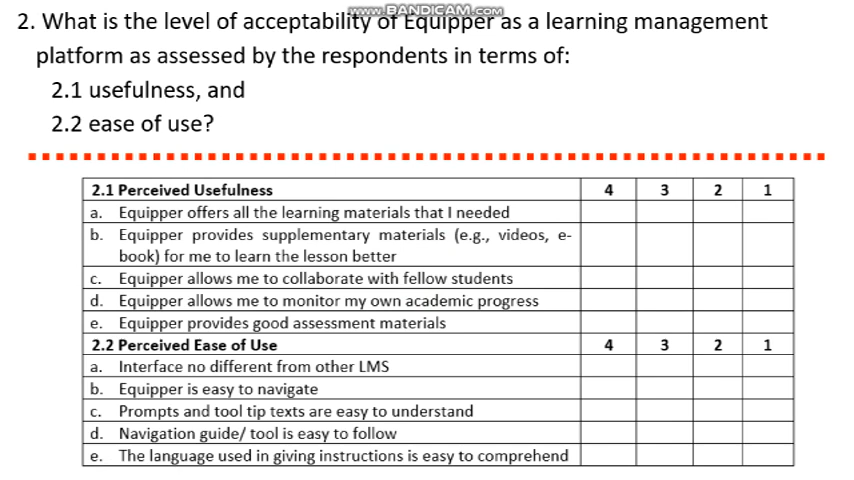 www.BANDICAM.com
2. What is the level of acceptability of Equipper as a learning management
platform as assessed by the respondents in terms of:
2.1 usefulness, and
2.2 ease of use?
2.1 Perceived Usefulness 4 3 2 1
a. Equipper offers all the learning materials that I needed
b. Equipper provides supplementary materials (e.g., videos, e-
book) for me to learn the lesson better
c. Equipper allows me to collaborate with fellow students
d. Equipper allows me to monitor my own academic progress
e. Equipper provides good assessment materials
2.2 Perceived Ease of Use 4 3 2 1
a. Interface no different from other LMS
b. Equipper is easy to navigate
c. Prompts and tool tip texts are easy to understand
d. Navigation guide/ tool is easy to follow
e. The language used in giving instructions is easy to comprehend